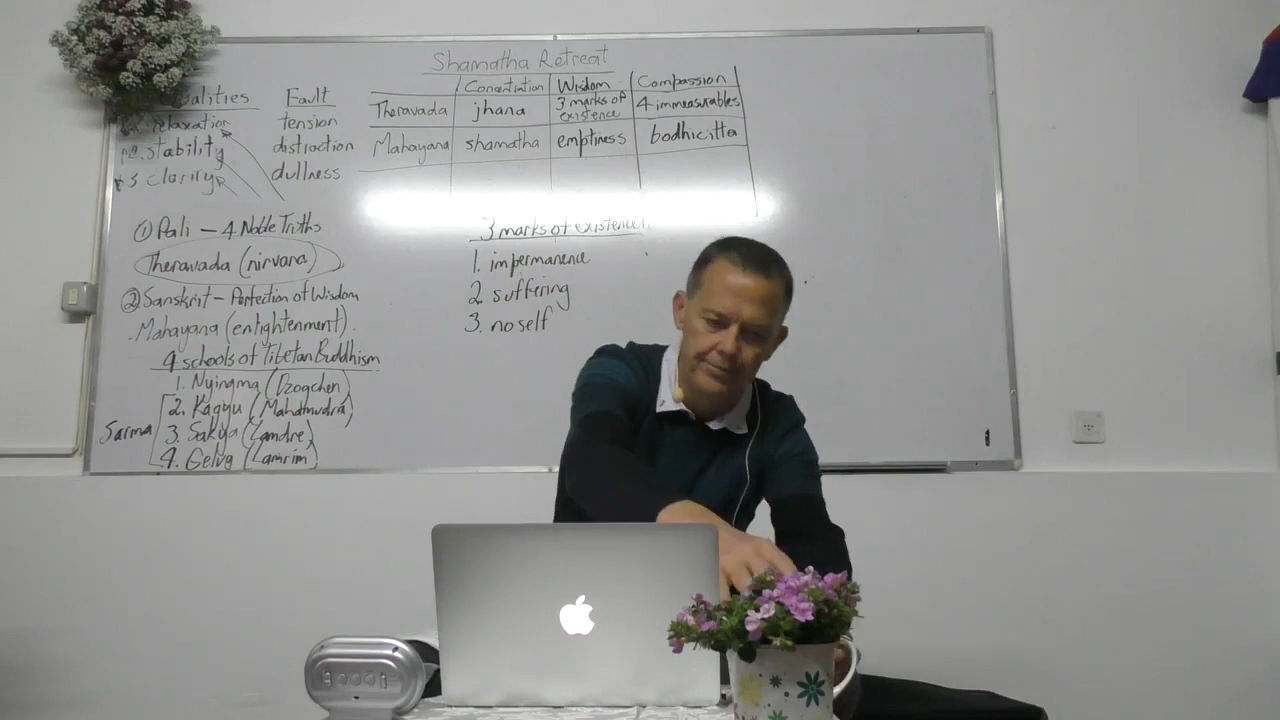 Shamatha Retreat
Qualities Fault
1. relaxation tension
2. stability distraction
3 clarity dullness
Concentration Wisdom Compassion
Theravada jhana 3 marks of existence 4 immeasurables
Mahayana shamatha emptiness bodhicitta
① Pali – 4 Noble Truths
Theravada (nirvana)
② Sanskrit – Perfection of Wisdom
Mahayana (enlightenment)
4 schools of Tibetan Buddhism
1. Nyingma (Dzogchen)
2. Kagyu (Mahamudra)
Sarma 3. Sakya (Lamdre)
4. Gelug (Lamrim)
3 marks of existence
1. impermanence
2. suffering
3. no self